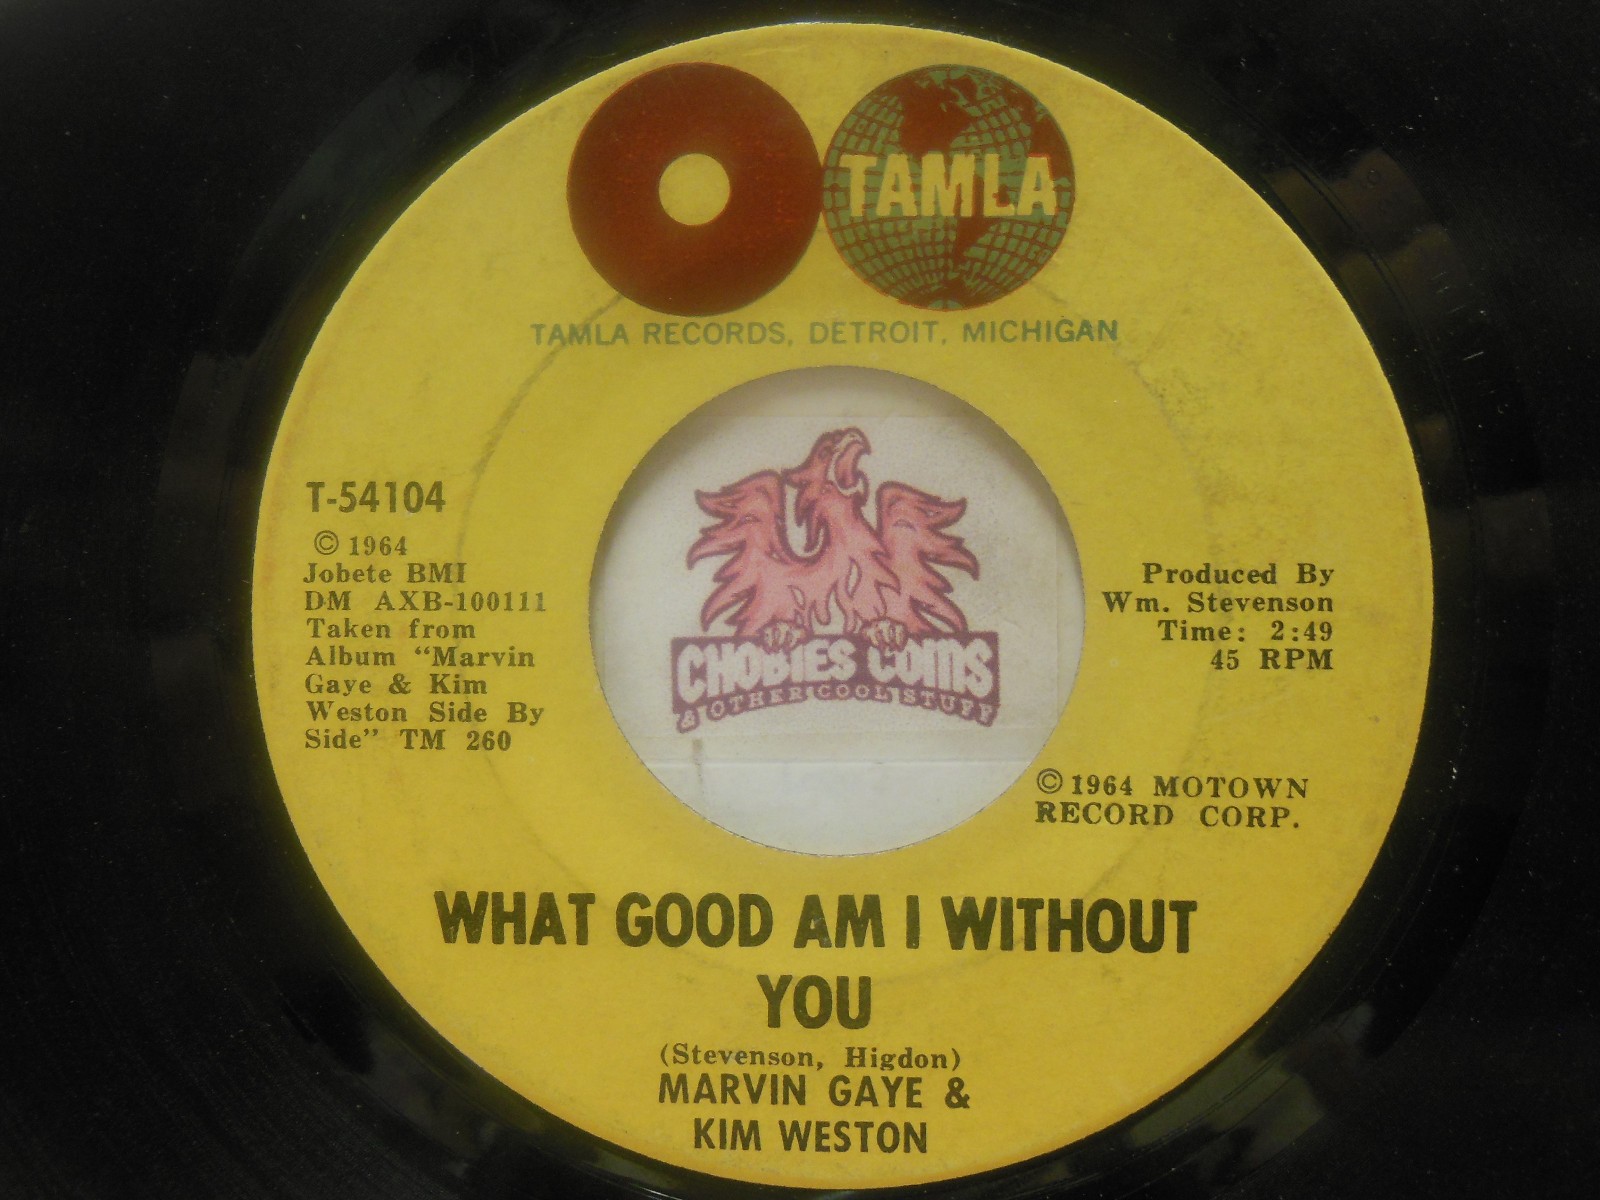 TAMLA
TAMLA RECORDS, DETROIT, MICHIGAN
T-54104
© 1964
Jobete BMI
DM AXB-100111
Taken from
Album "Marvin
Gaye & Kim
Weston Side By
Side" TM 260
CHOBIES COINS
& OTHER COOL STUFF
Produced By
Wm. Stevenson
Time: 2:49
45 RPM
© 1964 MOTOWN
RECORD CORP.
WHAT GOOD AM I WITHOUT
YOU
(Stevenson, Higdon)
MARVIN GAYE &
KIM WESTON